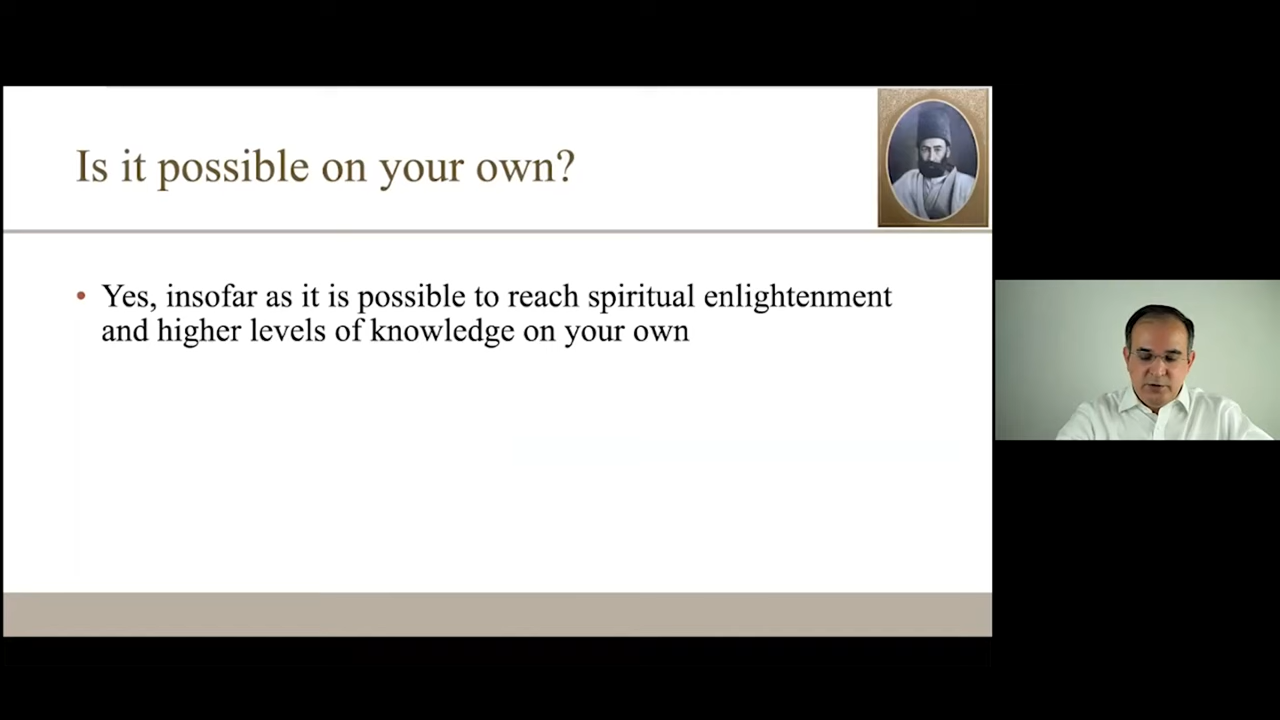 Is it possible on your own?
• Yes, insofar as it is possible to reach spiritual enlightenment
and higher levels of knowledge on your own